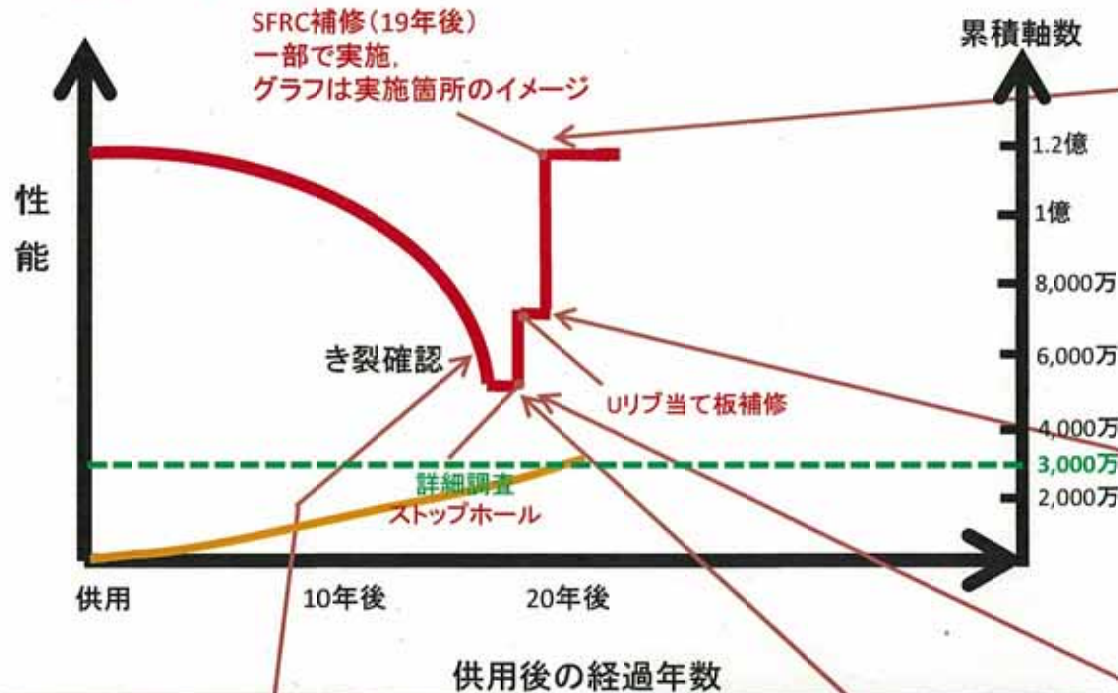 SFRC補修(19年後)
一部で実施,
グラフは実施箇所のイメージ
累積軸数
1.2億
1億
8,000万
6,000万
4,000万
3,000万
2,000万
性
能
き裂確認
Uリブ当て板補修
詳細調査
ストップホール
供用
10年後
20年後
供用後の経過年数